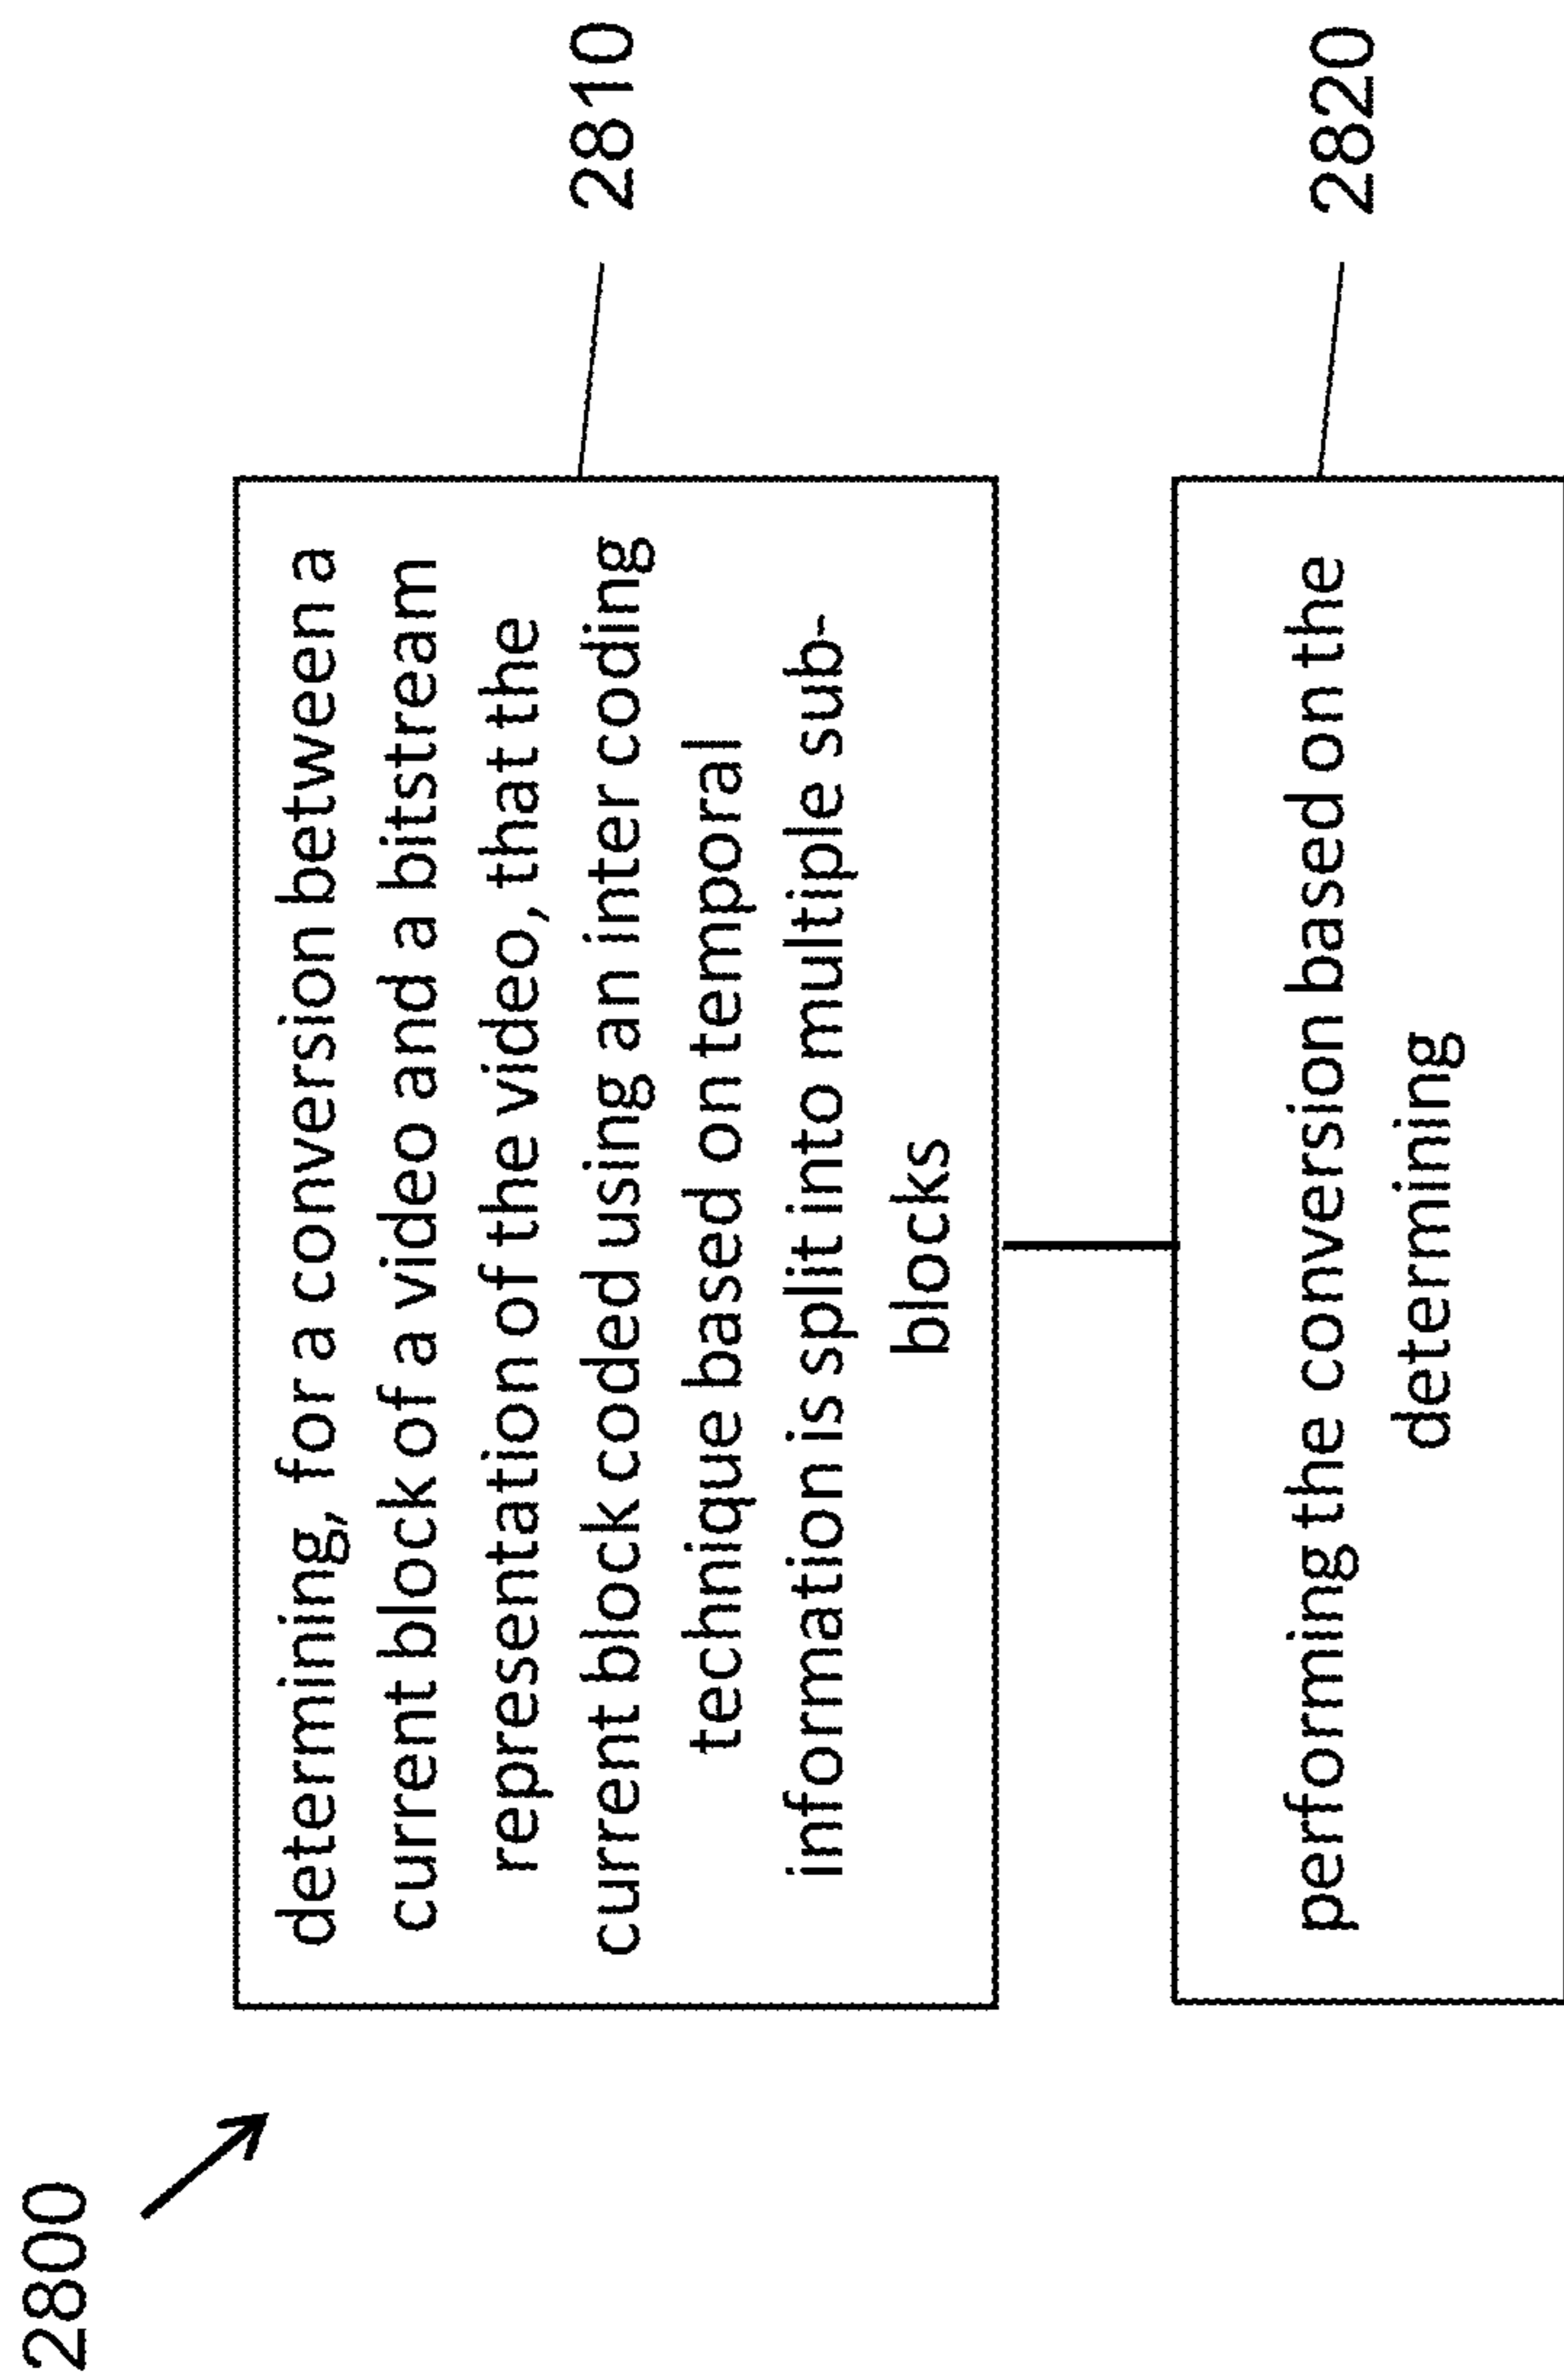 2800
determining, for a conversion between a
current block of a video and a bitstream
representation of the video, that the
current block coded using an inter coding
technique based on temporal
information is split into multiple sub-
blocks
2810
performing the conversion based on the
determining
2820